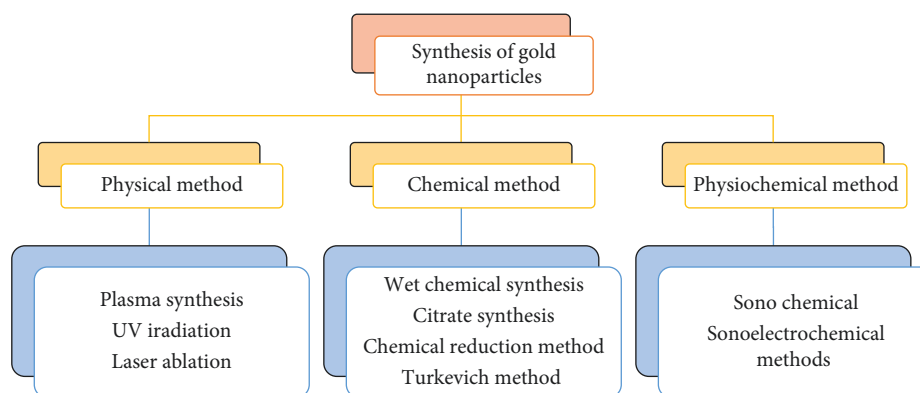 Synthesis of gold
nanoparticles
Physical method
Chemical method
Physiochemical method
Plasma synthesis
UV irradiation
Laser ablation
Wet chemical synthesis
Citrate synthesis
Chemical reduction method
Turkevich method
Sono chemical
Sonoelectrochemical
methods